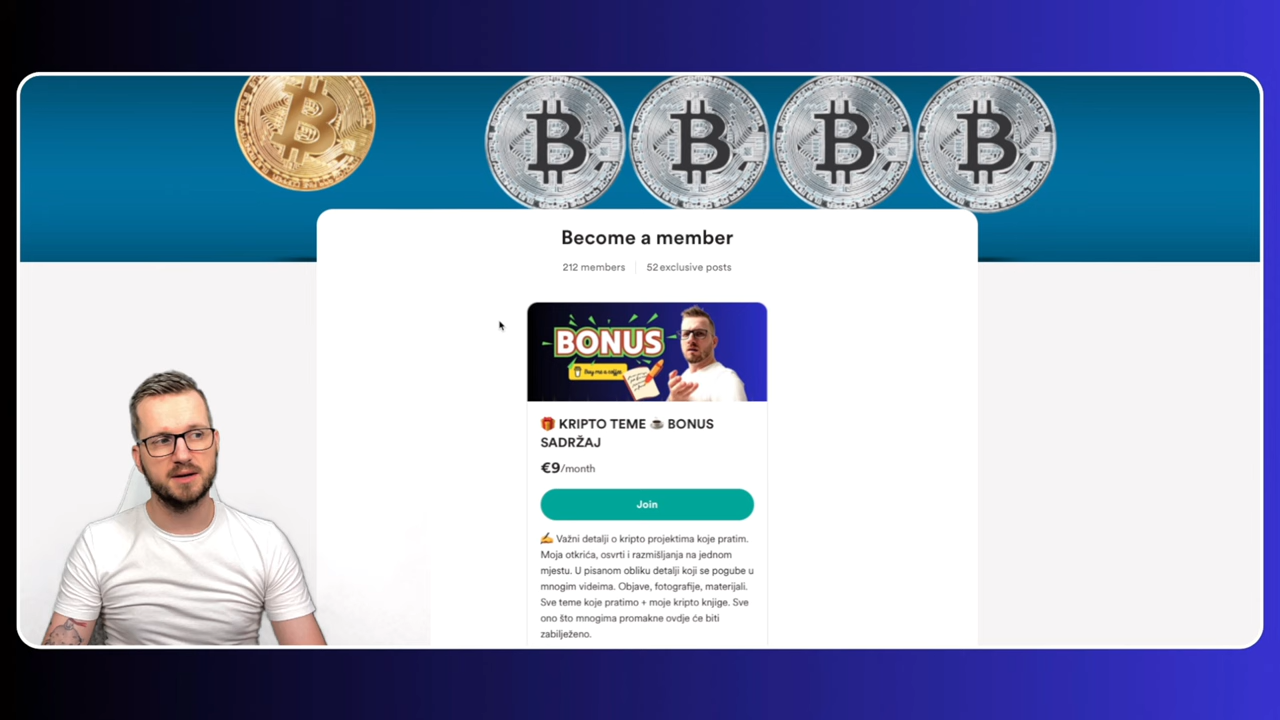 Become a member
212 members
52 exclusive posts
BONUS
Buy me a coffee
🎁 KRIPTO TEME ☕ BONUS
SADRŽAJ
€9/month
Join
✍️ Važni detalji o kripto projektima koje pratim.
Moja otkrića, osvrti i razmišljanja na jednom
mjestu. U pisanom obliku detalji koji se pogube u
mnogim videima. Objave, fotografije, materijali.
Sve teme koje pratimo + moje kripto knjige. Sve
ono što mnogima promakne ovdje će biti
zabilježeno.